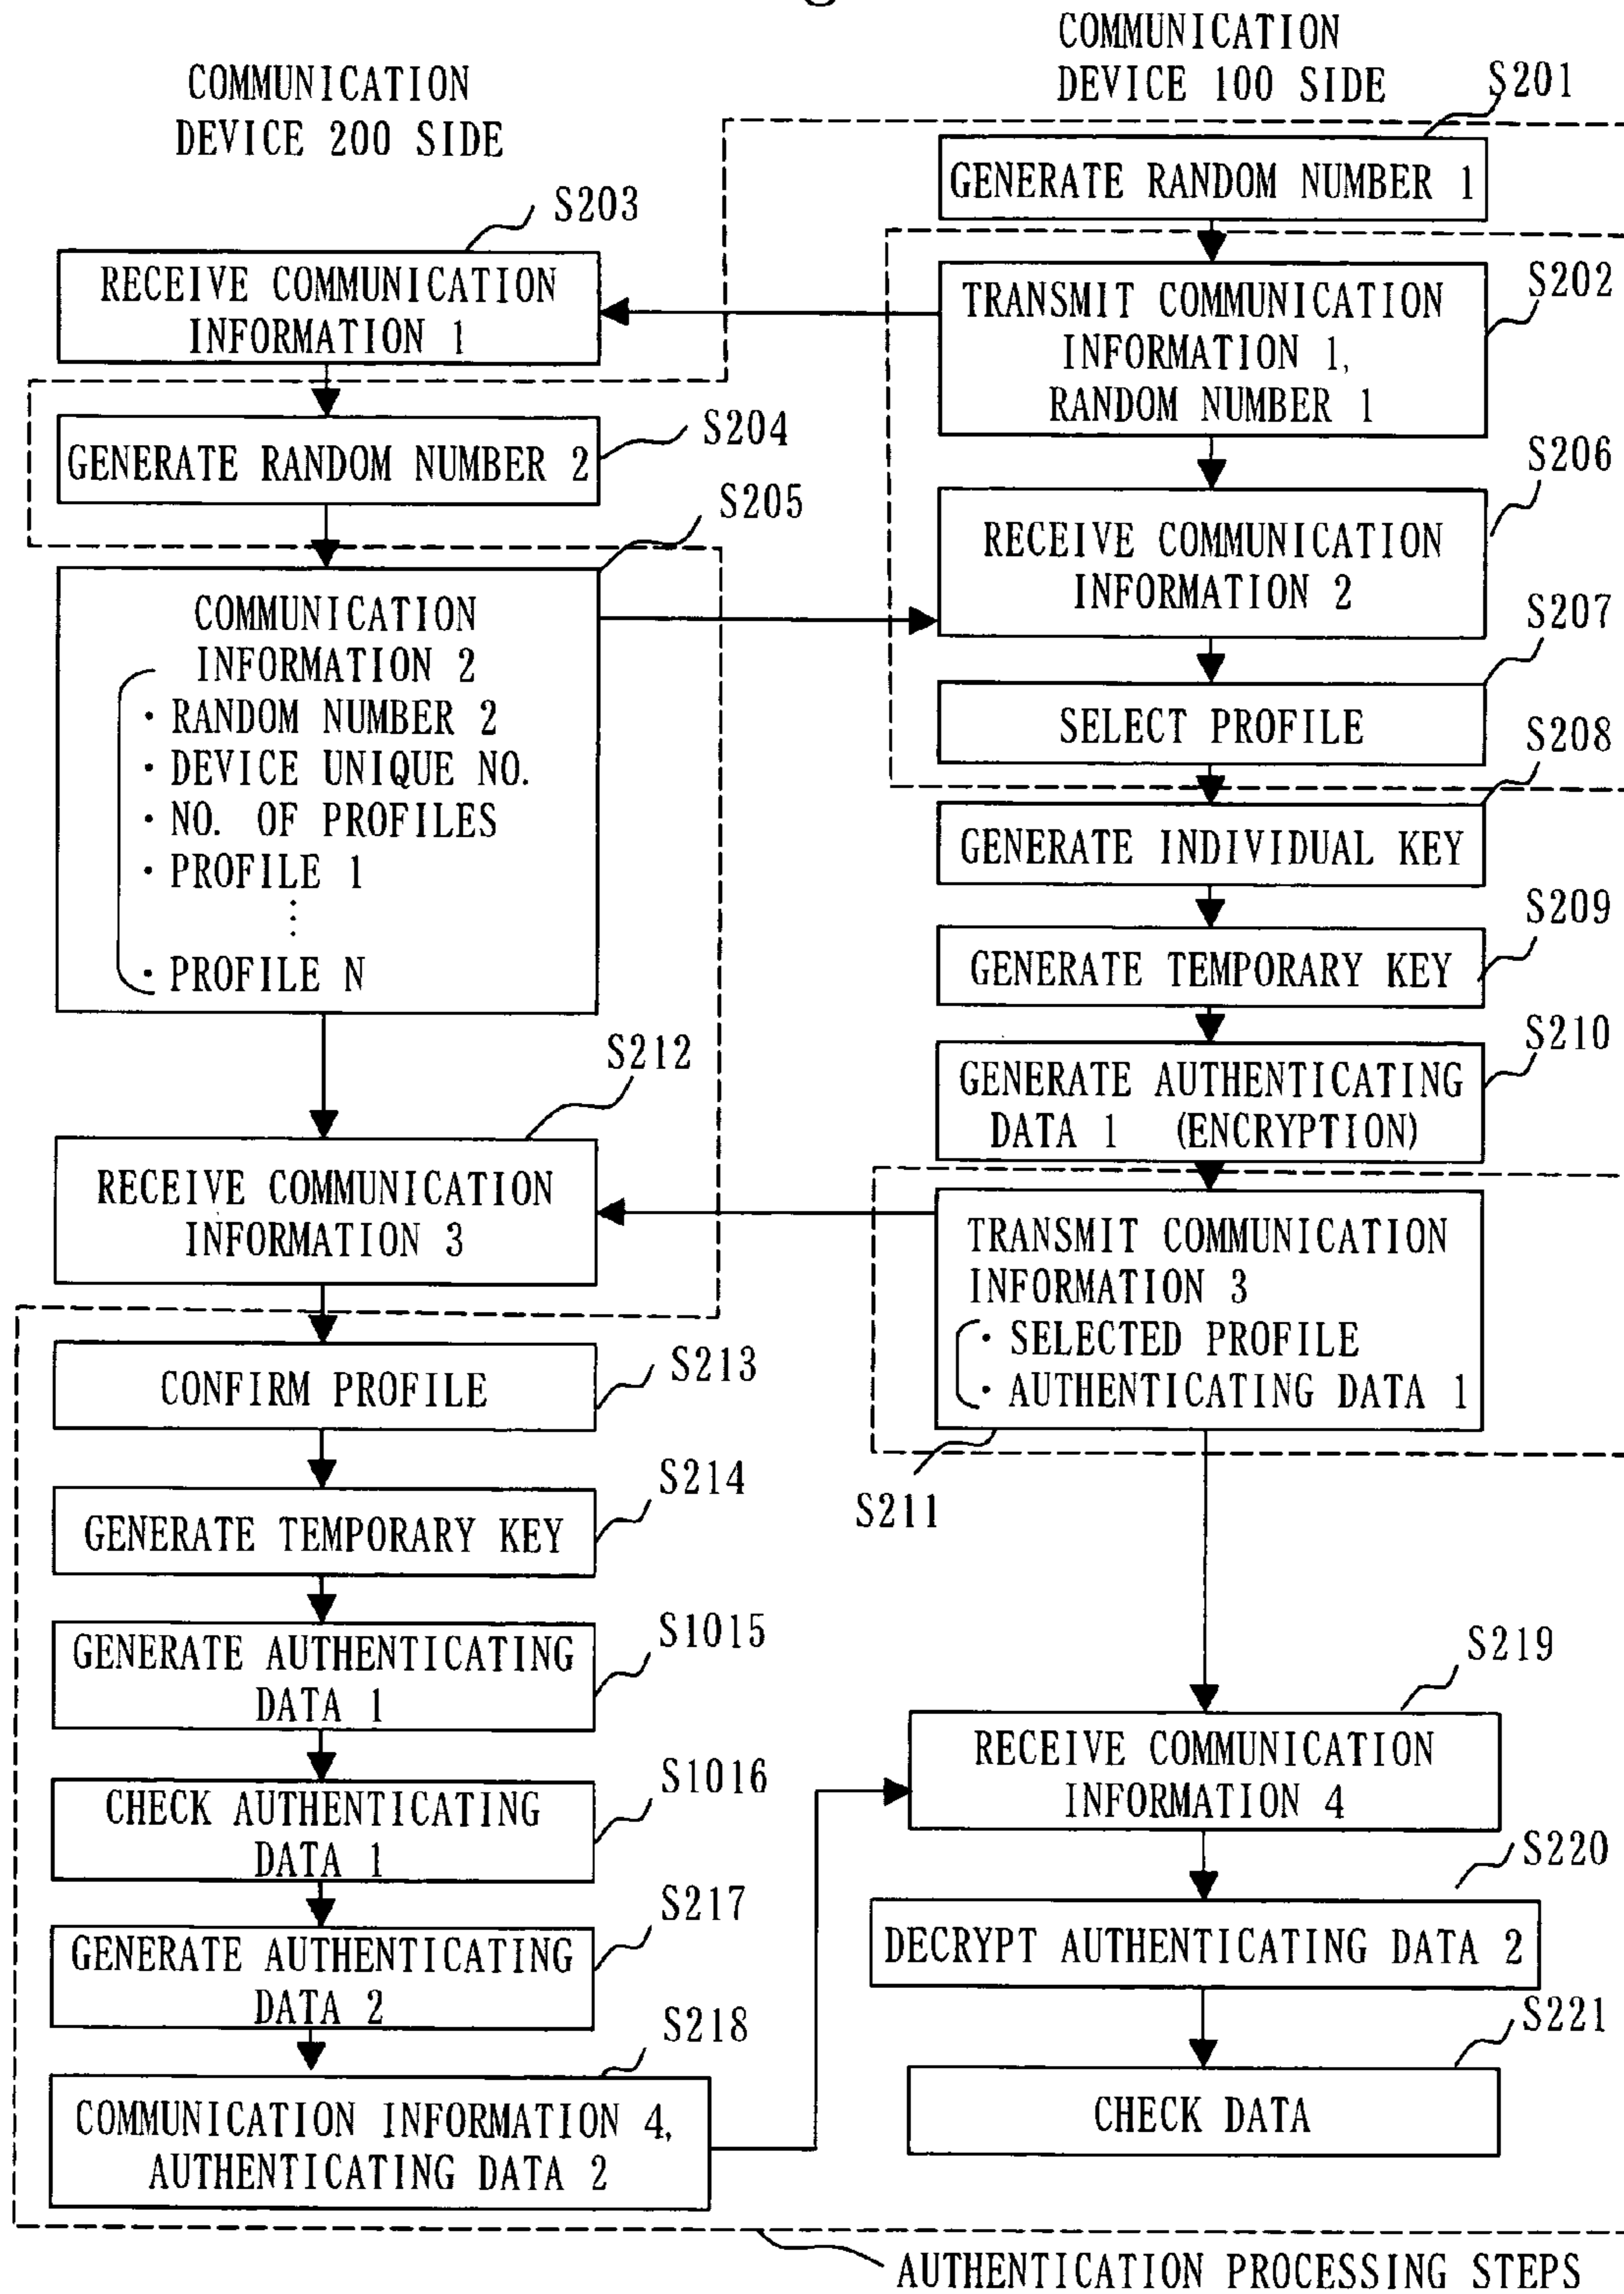 COMMUNICATION
DEVICE 200 SIDE
COMMUNICATION
DEVICE 100 SIDE
S201
GENERATE RANDOM NUMBER 1
S203
RECEIVE COMMUNICATION
INFORMATION 1
S202
TRANSMIT COMMUNICATION
INFORMATION 1,
RANDOM NUMBER 1
S204
GENERATE RANDOM NUMBER 2
S206
RECEIVE COMMUNICATION
INFORMATION 2
S205
COMMUNICATION
INFORMATION 2
· RANDOM NUMBER 2
· DEVICE UNIQUE NO.
· NO. OF PROFILES
· PROFILE 1
· PROFILE N
S207
SELECT PROFILE
S208
GENERATE INDIVIDUAL KEY
S209
GENERATE TEMPORARY KEY
S210
GENERATE AUTHENTICATING
DATA 1 (ENCRYPTION)
S212
RECEIVE COMMUNICATION
INFORMATION 3
TRANSMIT COMMUNICATION
INFORMATION 3
· SELECTED PROFILE
· AUTHENTICATING DATA 1
S211
S213
CONFIRM PROFILE
S214
GENERATE TEMPORARY KEY
S1015
GENERATE AUTHENTICATING
DATA 1
S1016
CHECK AUTHENTICATING
DATA 1
S217
GENERATE AUTHENTICATING
DATA 2
S218
COMMUNICATION INFORMATION 4,
AUTHENTICATING DATA 2
S219
RECEIVE COMMUNICATION
INFORMATION 4
S220
DECRYPT AUTHENTICATING DATA 2
S221
CHECK DATA
AUTHENTICATION PROCESSING STEPS